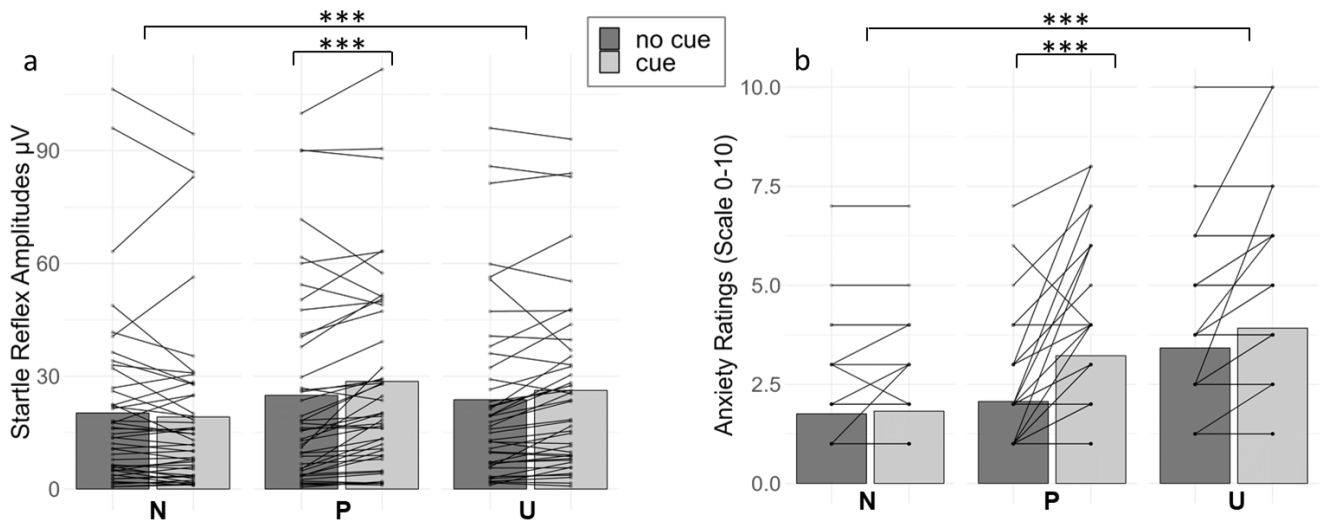 ***
***
a
no cue
cue
Startle Reflex Amplitudes µV
90
60
30
0
N
P
U
***
***
b
Anxiety Ratings (Scale 0-10)
10.0
7.5
5.0
2.5
0.0
N
P
U